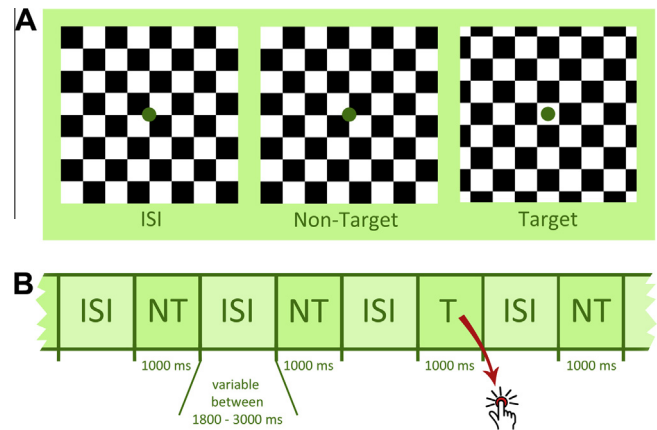 A
ISI
Non-Target
Target
B
ISI NT ISI NT ISI T ISI NT
1000 ms 1000 ms 1000 ms 1000 ms
variable
between
1800 - 3000 ms